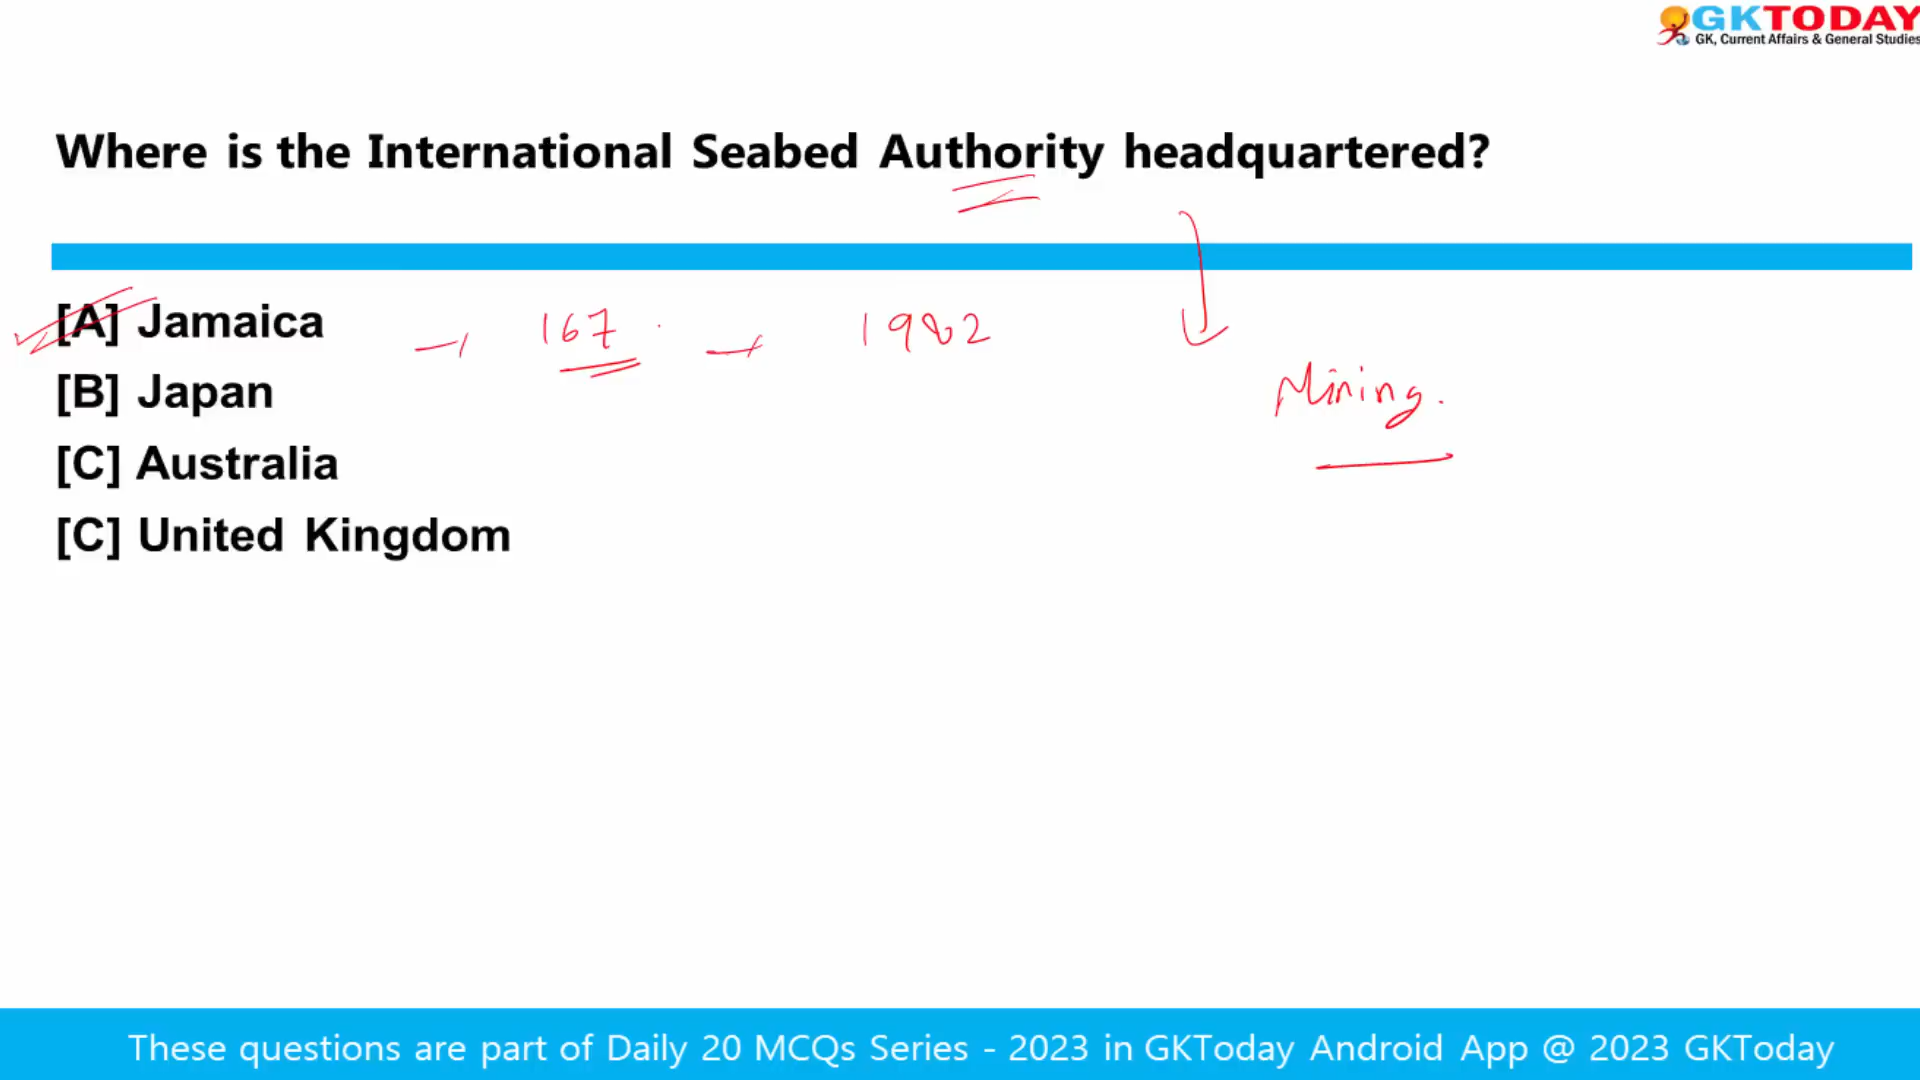 GKTODAY
GK, Current Affairs & General Studies
Where is the International Seabed Authority headquartered?
[A] Jamaica
167
1982
[B] Japan
Mining.
[C] Australia
[C] United Kingdom
These questions are part of Daily 20 MCQs Series - 2023 in GKToday Android App @ 2023 GKToday